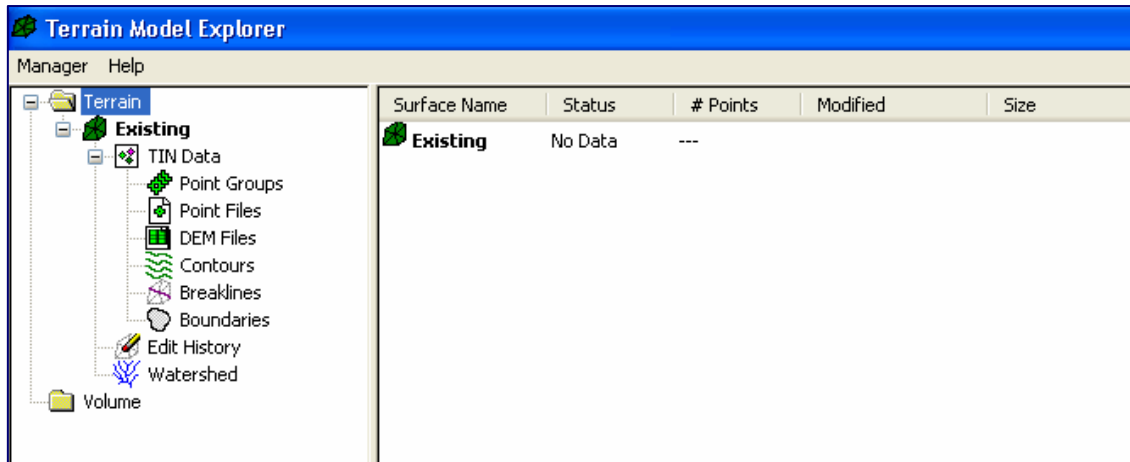 Terrain Model Explorer
Manager Help
Terrain
Existing
TIN Data
Point Groups
Point Files
DEM Files
Contours
Breaklines
Boundaries
Edit History
Watershed
Volume
Surface Name Status # Points Modified Size
Existing No Data ---